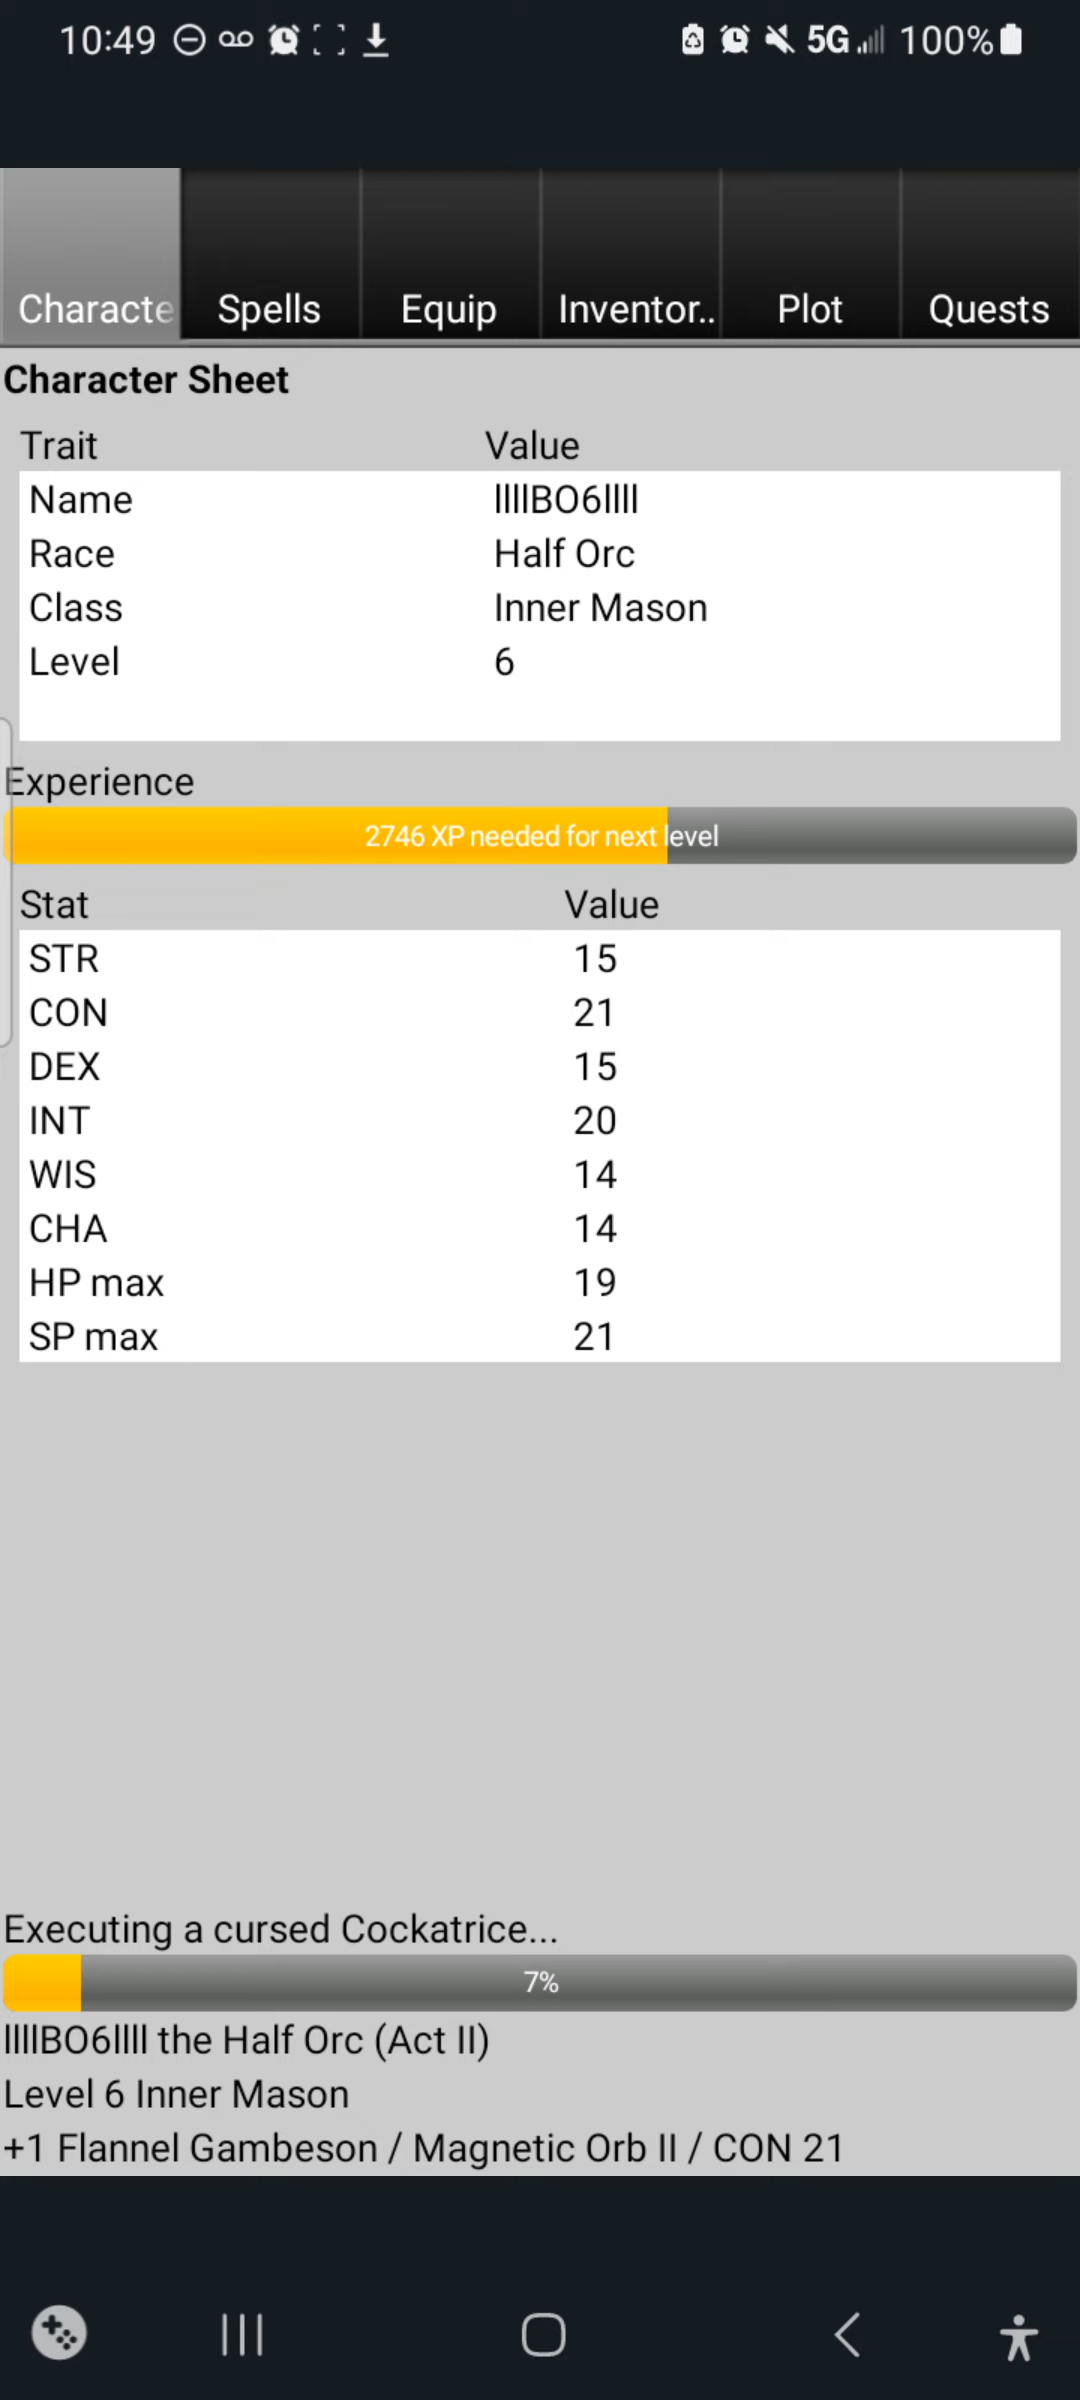 10:49 5G 100%
Characte Spells Equip Inventor.. Plot Quests
Character Sheet
Trait Value
Name llllBO6llll
Race Half Orc
Class Inner Mason
Level 6
Experience
2746 XP needed for next level
Stat Value
STR 15
CON 21
DEX 15
INT 20
WIS 14
CHA 14
HP max 19
SP max 21
Executing a cursed Cockatrice...
7%
llllBO6llll the Half Orc (Act II)
Level 6 Inner Mason
+1 Flannel Gambeson / Magnetic Orb II / CON 21